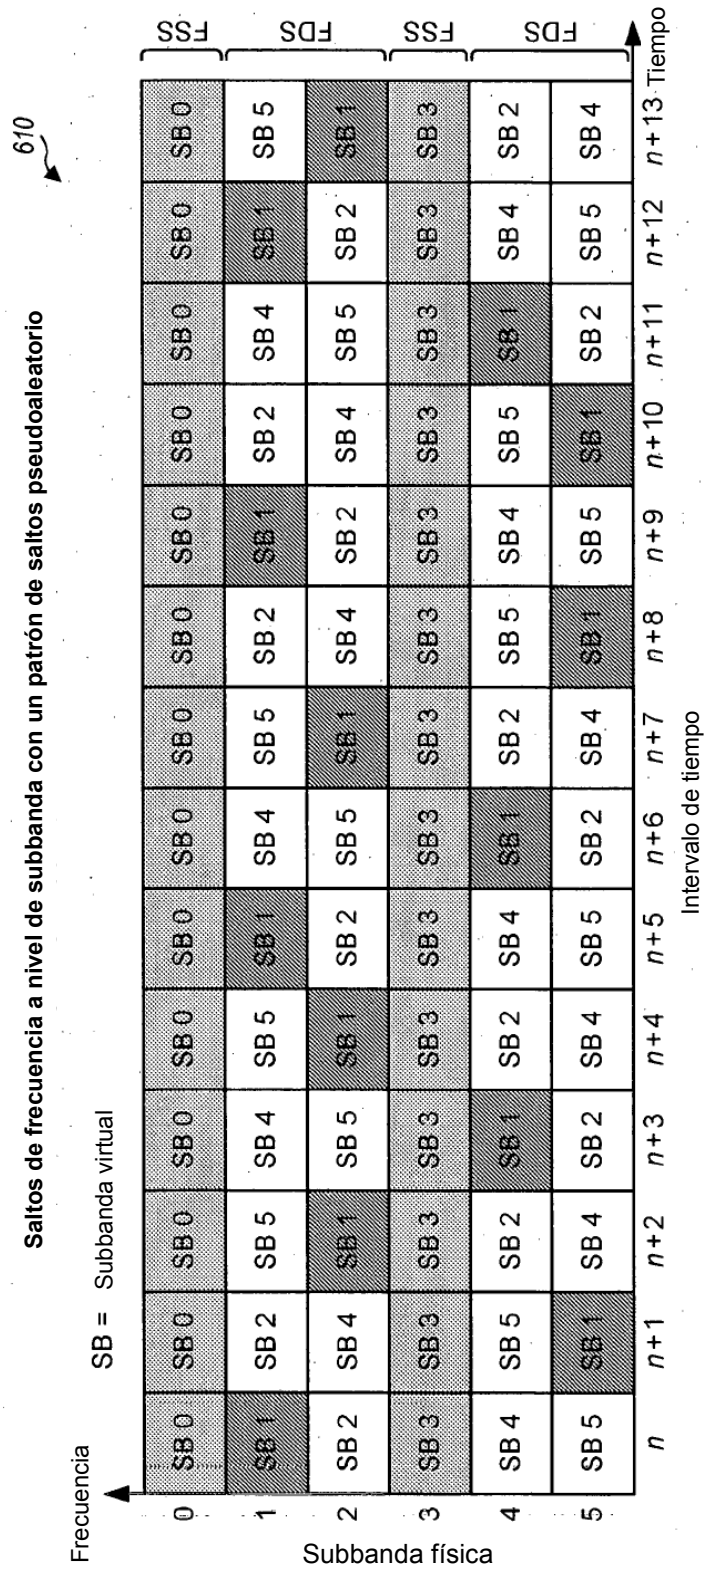 Saltos de frecuencia a nivel de subbanda con un patrón de saltos pseudoaleatorio
610
SB = Subbanda virtual
Frecuencia
Subbanda física
0 SB 0 SB 0 SB 0 SB 0 SB 0 SB 0 SB 0 SB 0 SB 0 SB 0 SB 0 SB 0 SB 0 SB 0 FSS
1 SB 1 SB 2 SB 5 SB 4 SB 5 SB 1 SB 4 SB 5 SB 2 SB 1 SB 2 SB 4 SB 1 SB 5 FDS
2 SB 2 SB 4 SB 1 SB 5 SB 1 SB 2 SB 5 SB 1 SB 4 SB 2 SB 4 SB 5 SB 2 SB 1
3 SB 3 SB 3 SB 3 SB 3 SB 3 SB 3 SB 3 SB 3 SB 3 SB 3 SB 3 SB 3 SB 3 SB 3 FSS
4 SB 4 SB 5 SB 2 SB 1 SB 2 SB 4 SB 1 SB 2 SB 5 SB 4 SB 5 SB 1 SB 4 SB 2 FDS
5 SB 5 SB 1 SB 4 SB 2 SB 4 SB 5 SB 2 SB 4 SB 1 SB 5 SB 1 SB 2 SB 5 SB 4
n n+1 n+2 n+3 n+4 n+5 n+6 n+7 n+8 n+9 n+10 n+11 n+12 n+13 Tiempo
Intervalo de tiempo